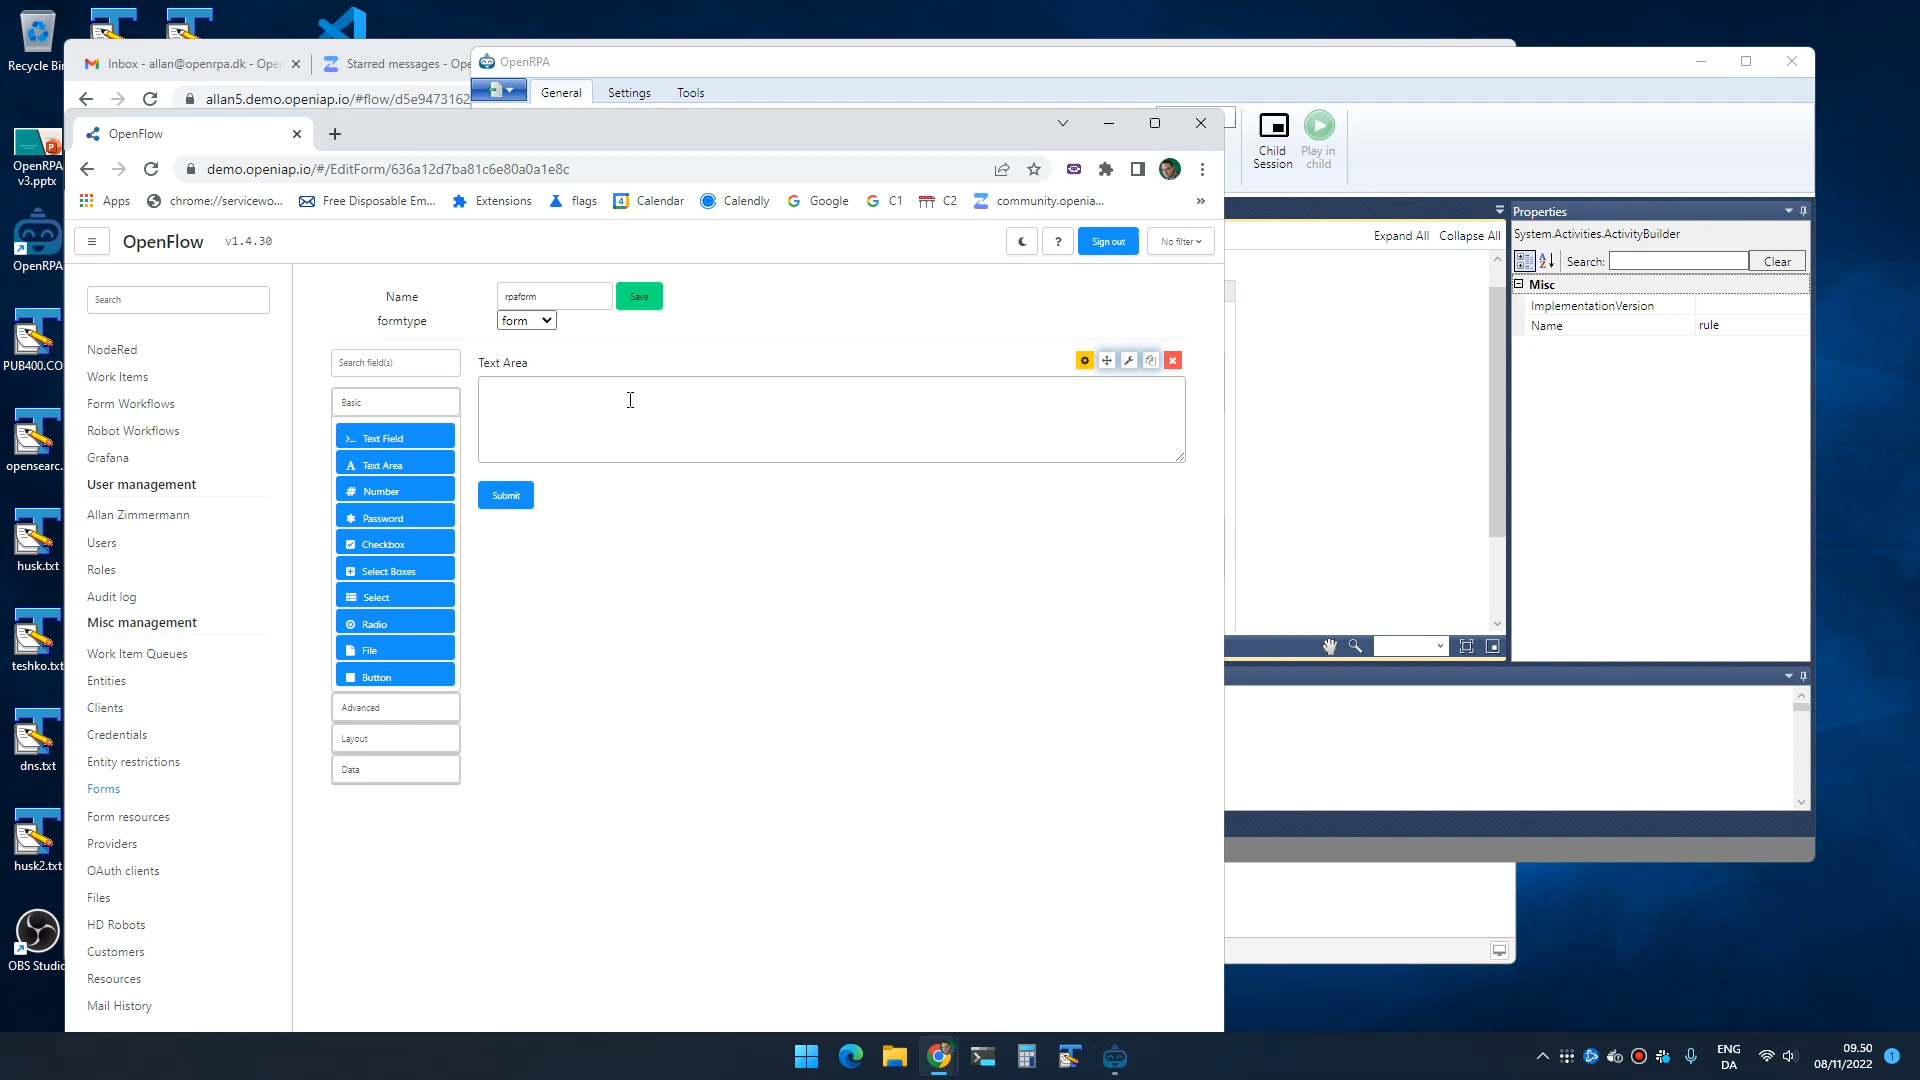 Recycle Bin
Inbox - allan@openrpa.dk - Oper
Starred messages - Ope
OpenRPA
allan5.demo.openiap.io/#flow/d5e9473162
General
Settings
Tools
OpenFlow
Child Session
Play in child
demo.openiap.io/#/EditForm/636a12d7ba81c6e80a0a1e8c
Apps
chrome://servicewo...
Free Disposable Em...
Extensions
flags
Calendar
Calendly
Google
C1
C2
community.openia...
»
OpenFlow
v1.4.30
?
Sign out
No filter
Expand All
Collapse All
Properties
System.Activities.ActivityBuilder
Search:
Clear
Misc
ImplementationVersion
Name
rule
Search
Name
rpaform
Save
formtype
form
NodeRed
Work Items
Form Workflows
Robot Workflows
Grafana
User management
Allan Zimmermann
Users
Roles
Audit log
Misc management
Work Item Queues
Entities
Clients
Credentials
Entity restrictions
Forms
Form resources
Providers
OAuth clients
Files
HD Robots
Customers
Resources
Mail History
Search field(s)
Basic
Text Field
Text Area
Number
Password
Checkbox
Select Boxes
Select
Radio
File
Button
Advanced
Layout
Data
Text Area
Submit
OpenRPA
v3.pptx
OpenRPA
PUB400.CO
opensearc.
husk.txt
teshko.txt
dns.txt
husk2.txt
OBS Studio
ENG
DA
09.50
08/11/2022
1